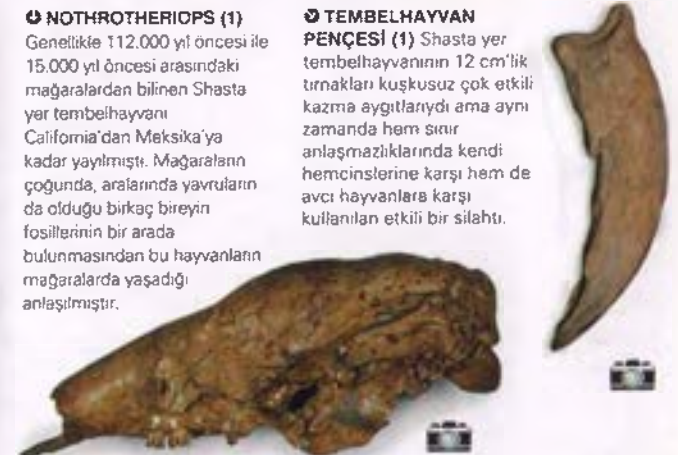 NOTHROTHERIOPS (1)
Genellikle 112.000 yıl öncesi ile
15.000 yıl öncesi arasındaki
mağaralardan bilinen Shasta
yer tembelhayvanı
California'dan Meksika'ya
kadar yayılmıştı. Mağaraların
çoğunda, aralarında yavruların
da olduğu birkaç bireyin
fosillerinin bir arada
bulunmasından bu hayvanların
mağaralarda yaşadığı
anlaşılmıştır.
TEMBELHAYVAN
PENÇESİ (1) Shasta yer
tembelhayvanının 12 cm'lik
tırnakları kuşkusuz çok etkili
kazma aygıtlarıydı ama aynı
zamanda hem sınır
anlaşmazlıklarında kendi
hemcinslerine karşı hem de
avcı hayvanlara karşı
kullanılan etkili bir silahtı.